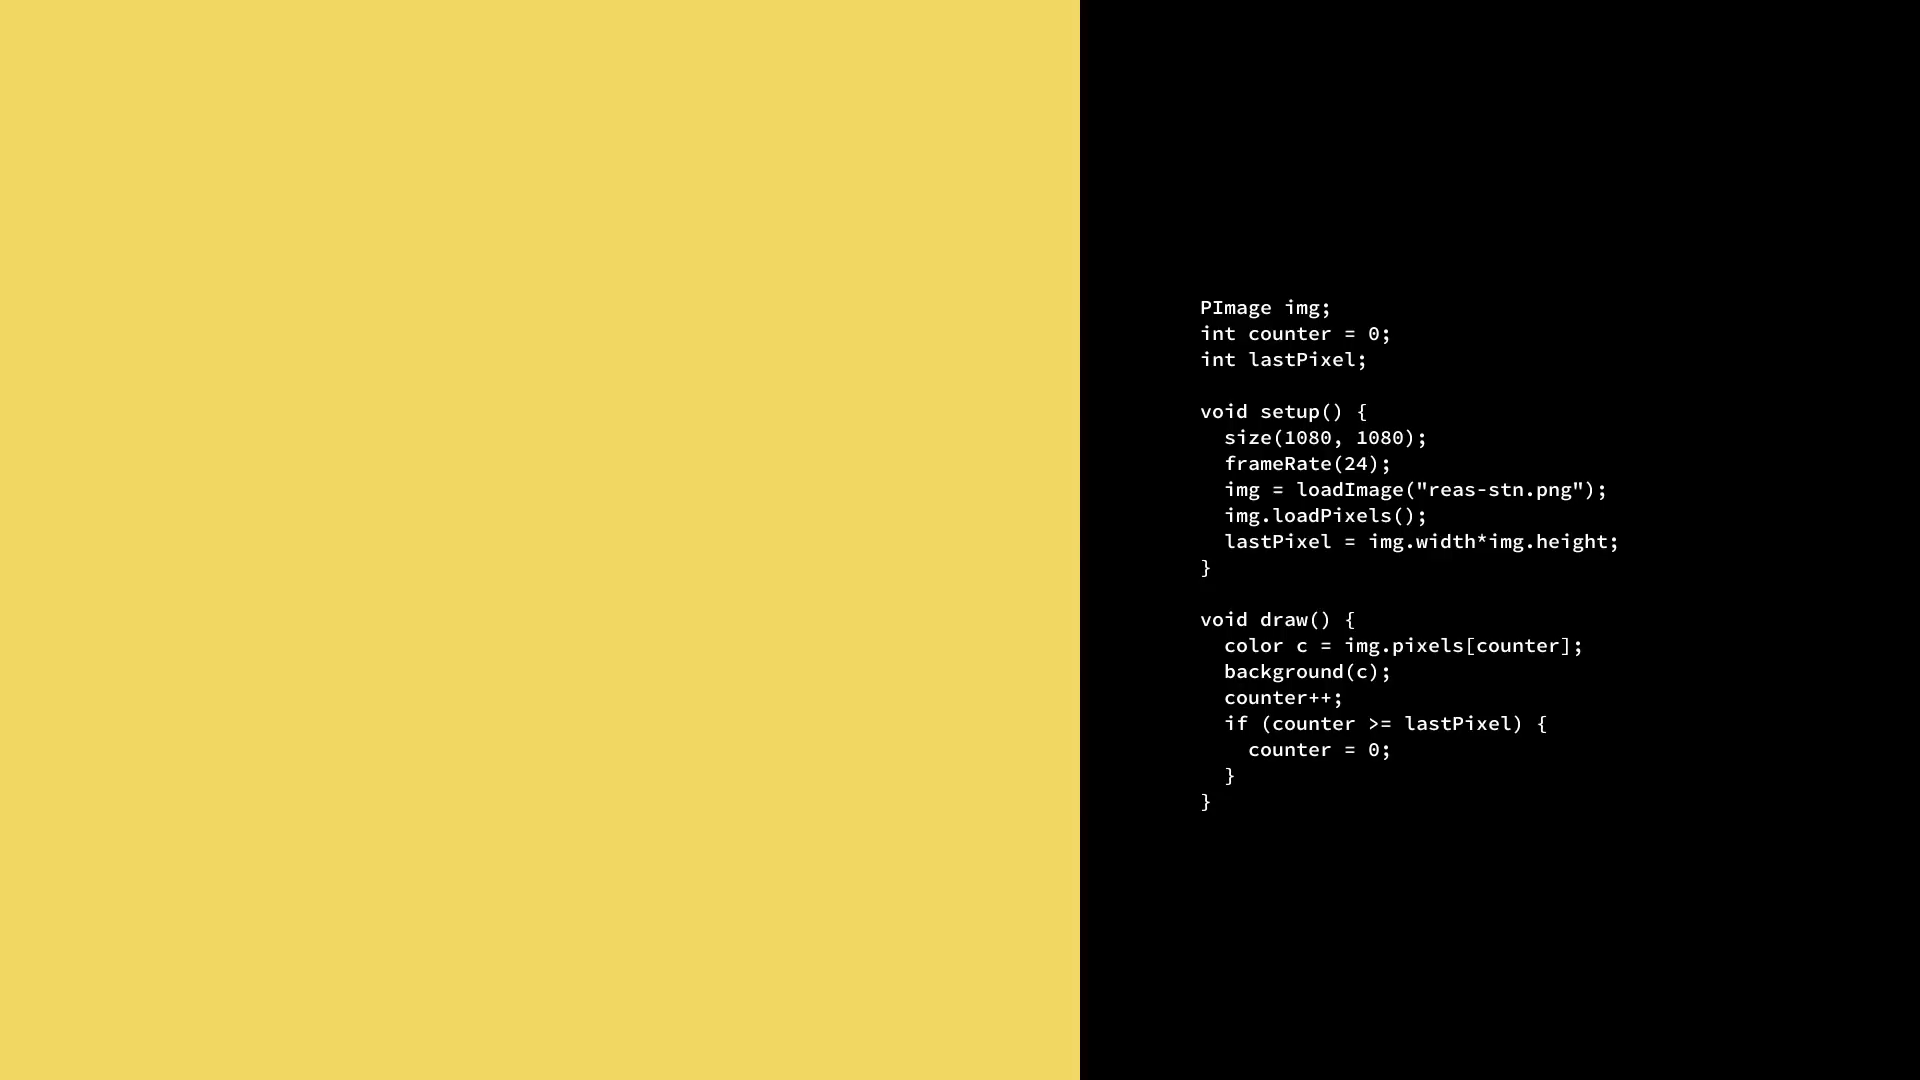 PImage img;
int counter = 0;
int lastPixel;

void setup() {
  size(1080, 1080);
  frameRate(24);
  img = loadImage("reas-stn.png");
  img.loadPixels();
  lastPixel = img.width*img.height;
}

void draw() {
  color c = img.pixels[counter];
  background(c);
  counter++;
  if (counter >= lastPixel) {
    counter = 0;
  }
}